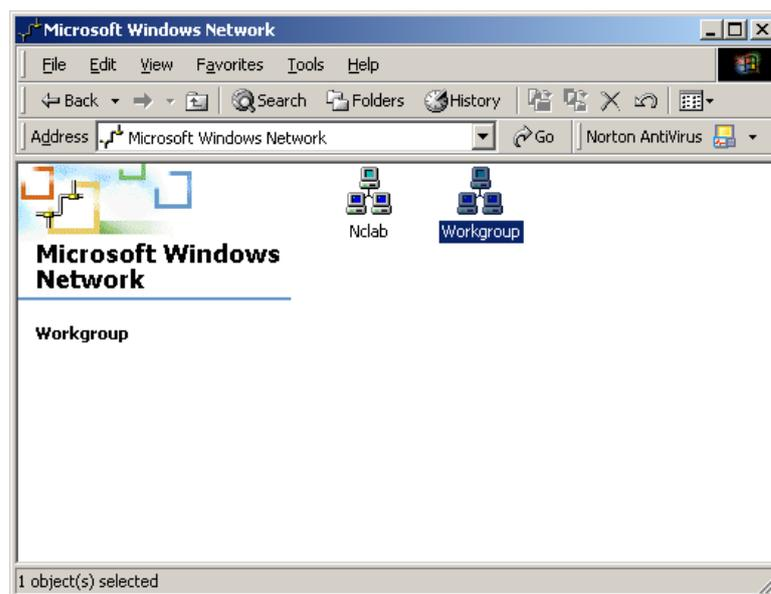 Microsoft Windows Network
File Edit View Favorites Tools Help
Back Search Folders History
Address Microsoft Windows Network Go Norton AntiVirus
Nclab Workgroup
Microsoft Windows
Network
Workgroup
1 object(s) selected